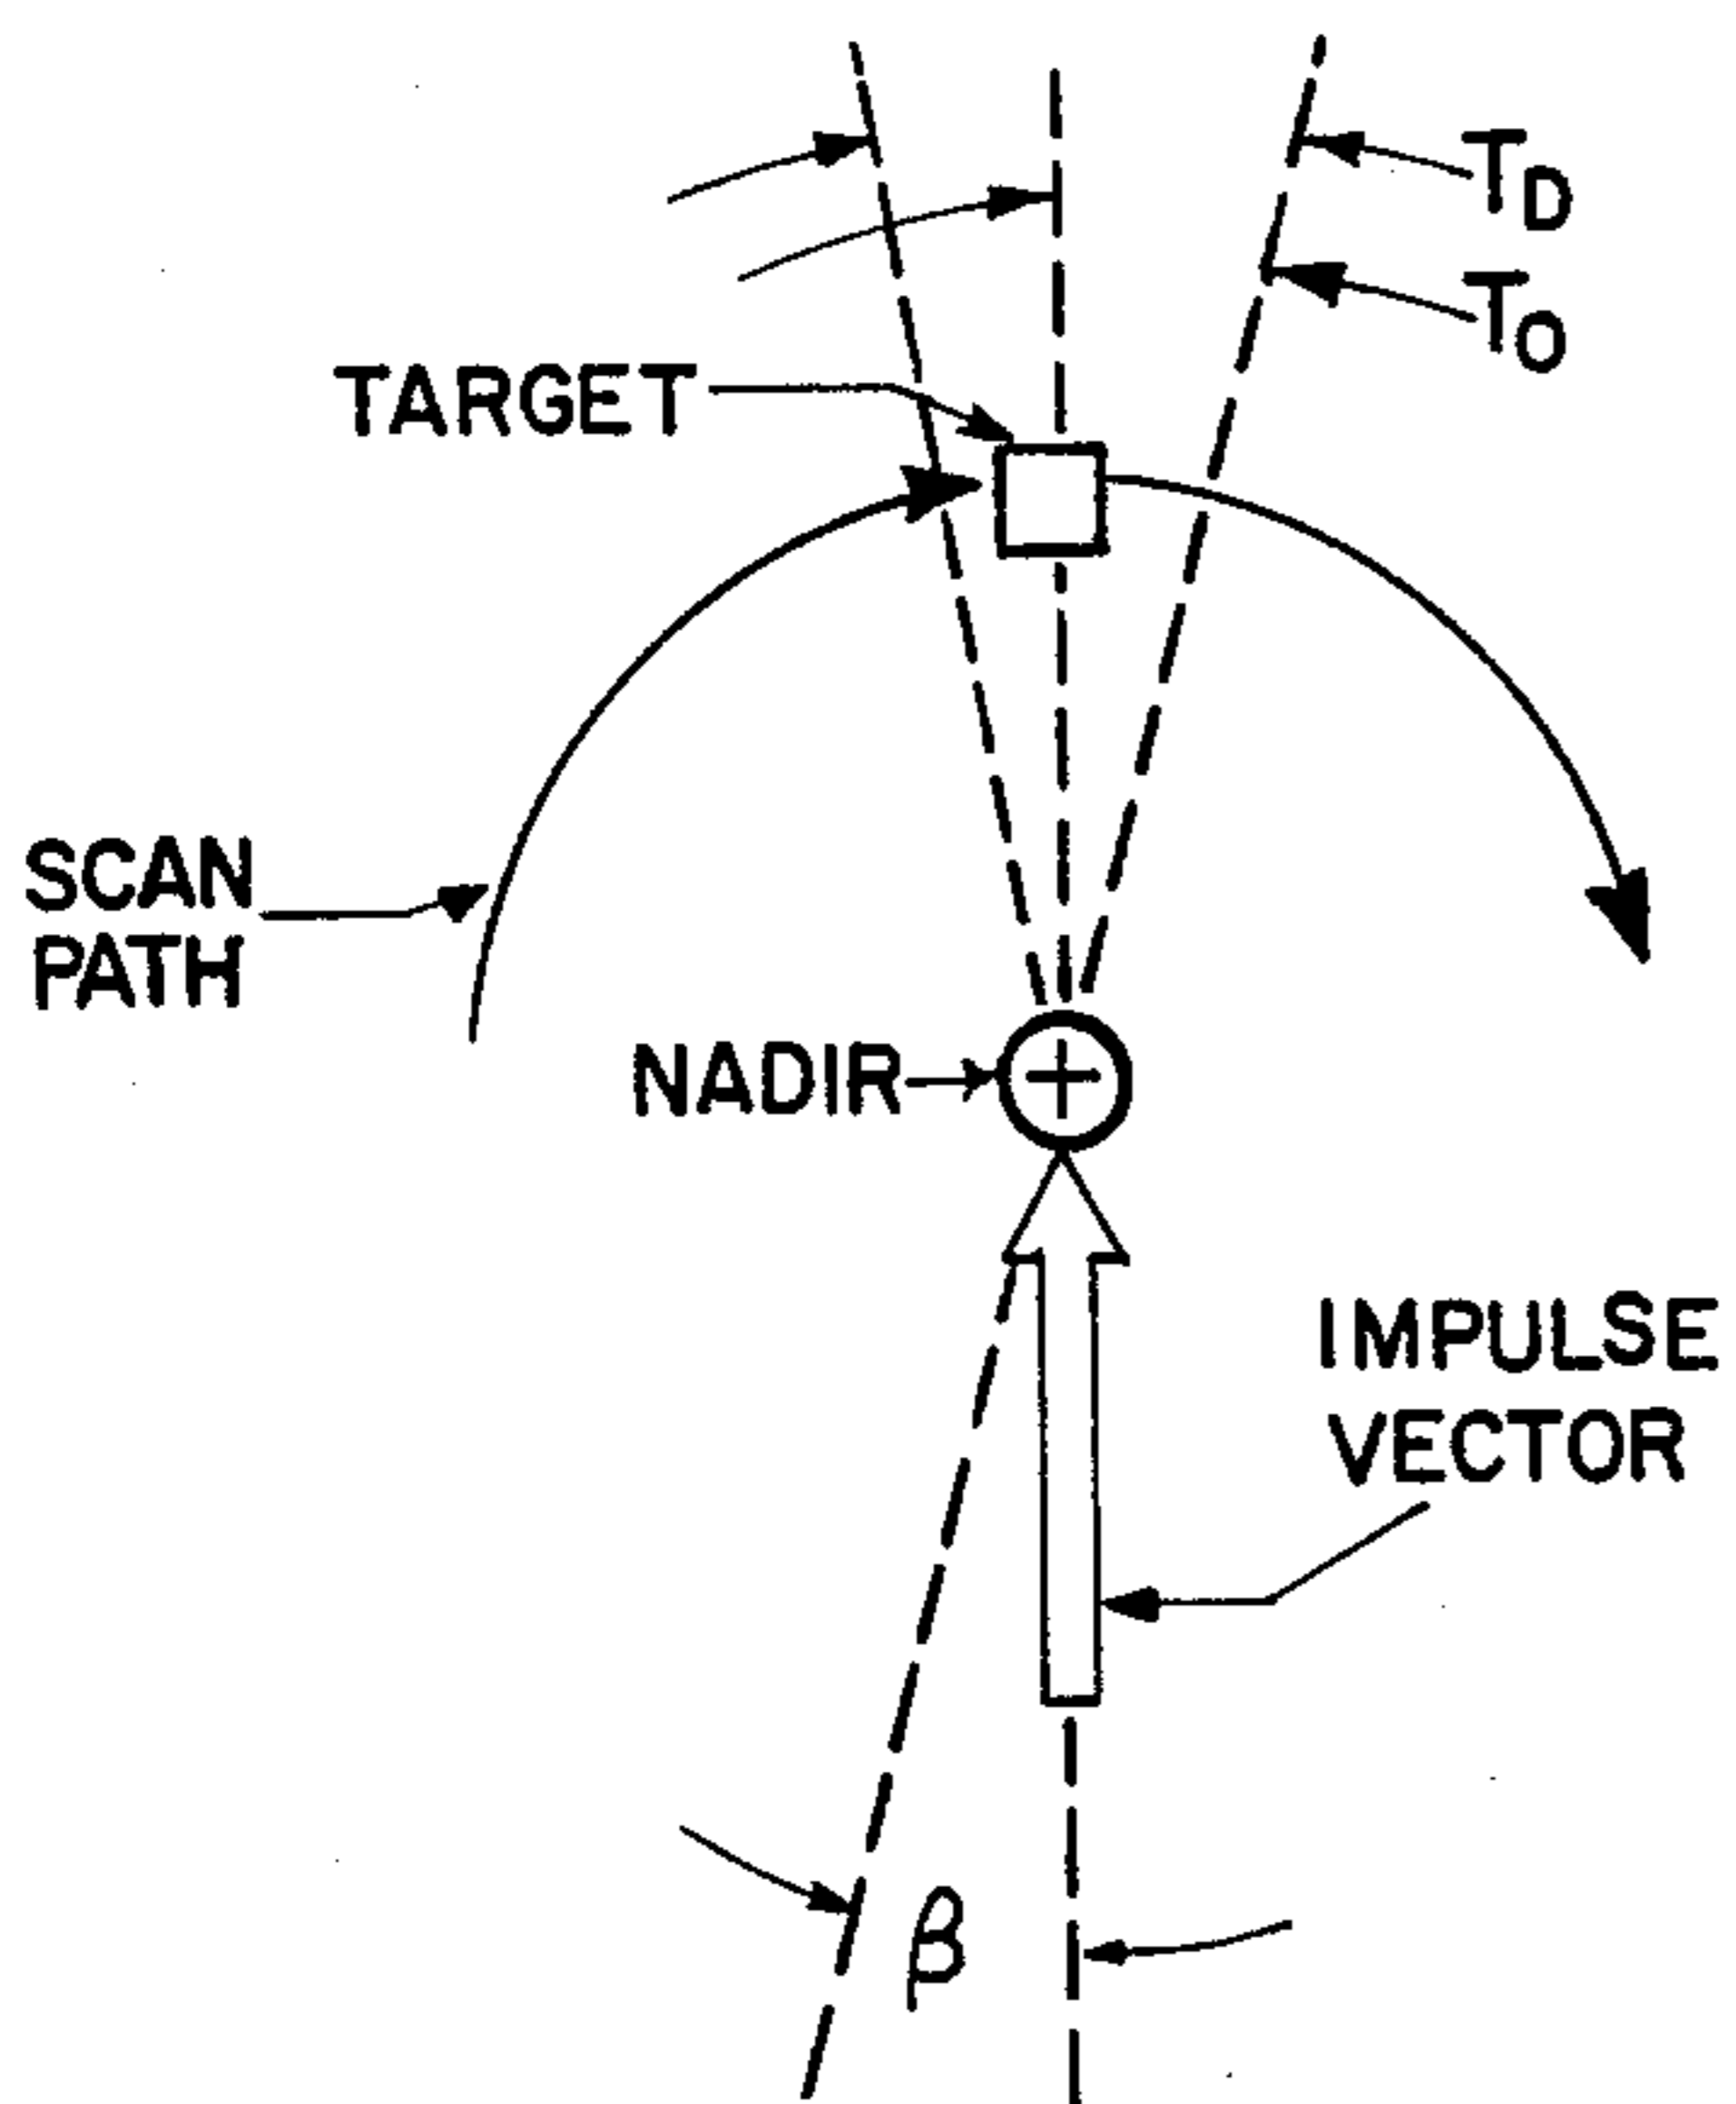 T_D
T_O
TARGET
SCAN
PATH
NADIR
IMPULSE
VECTOR
β